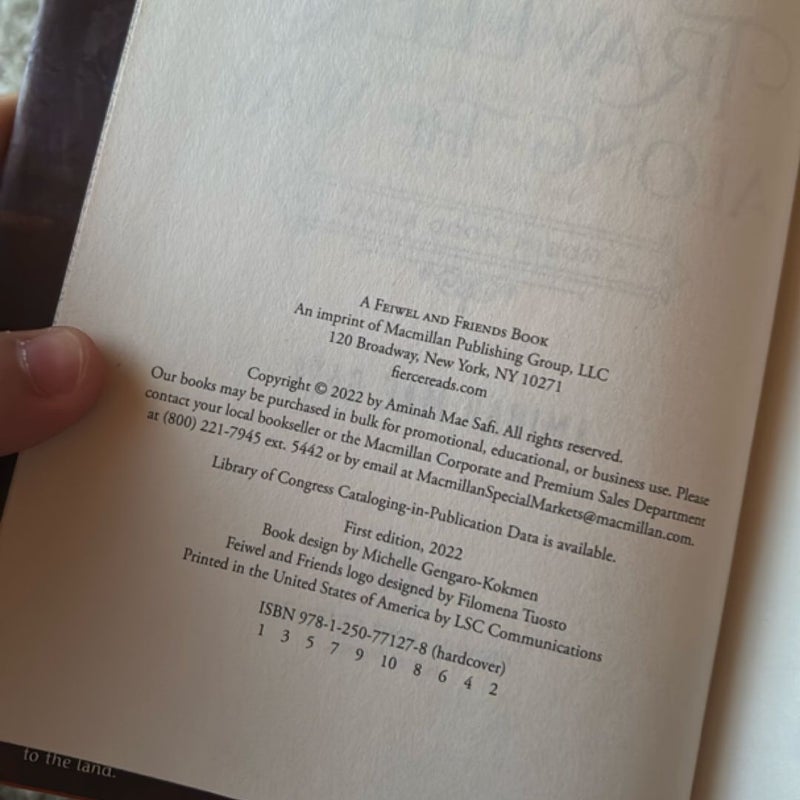 A FEIWEL AND FRIENDS BOOK
An imprint of Macmillan Publishing Group, LLC
120 Broadway, New York, NY 10271
fiercereads.com
Copyright © 2022 by Aminah Mae Safi. All rights reserved.
Our books may be purchased in bulk for promotional, educational, or business use. Please
contact your local bookseller or the Macmillan Corporate and Premium Sales Department
at (800) 221-7945 ext. 5442 or by email at MacmillanSpecialMarkets@macmillan.com.
Library of Congress Cataloging-in-Publication Data is available.
First edition, 2022
Book design by Michelle Gengaro-Kokmen
Feiwel and Friends logo designed by Filomena Tuosto
Printed in the United States of America by LSC Communications
ISBN 978-1-250-77127-8 (hardcover)
1 3 5 7 9 10 8 6 4 2
to the land.